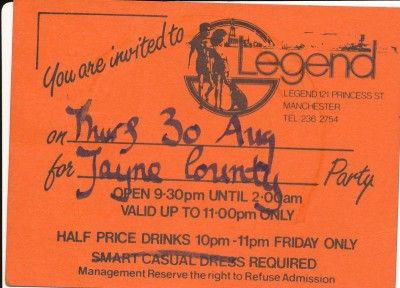 You are invited to
Legend
LEGEND 121 PRINCESS ST.
MANCHESTER
TEL 236 2754
on Thurs 30 Aug
for Jayne County Party
OPEN 9·30pm UNTIL 2·00am
VALID UP TO 11·00pm ONLY
HALF PRICE DRINKS 10pm - 11pm FRIDAY ONLY
SMART CASUAL DRESS REQUIRED
Management Reserve the right to Refuse Admission